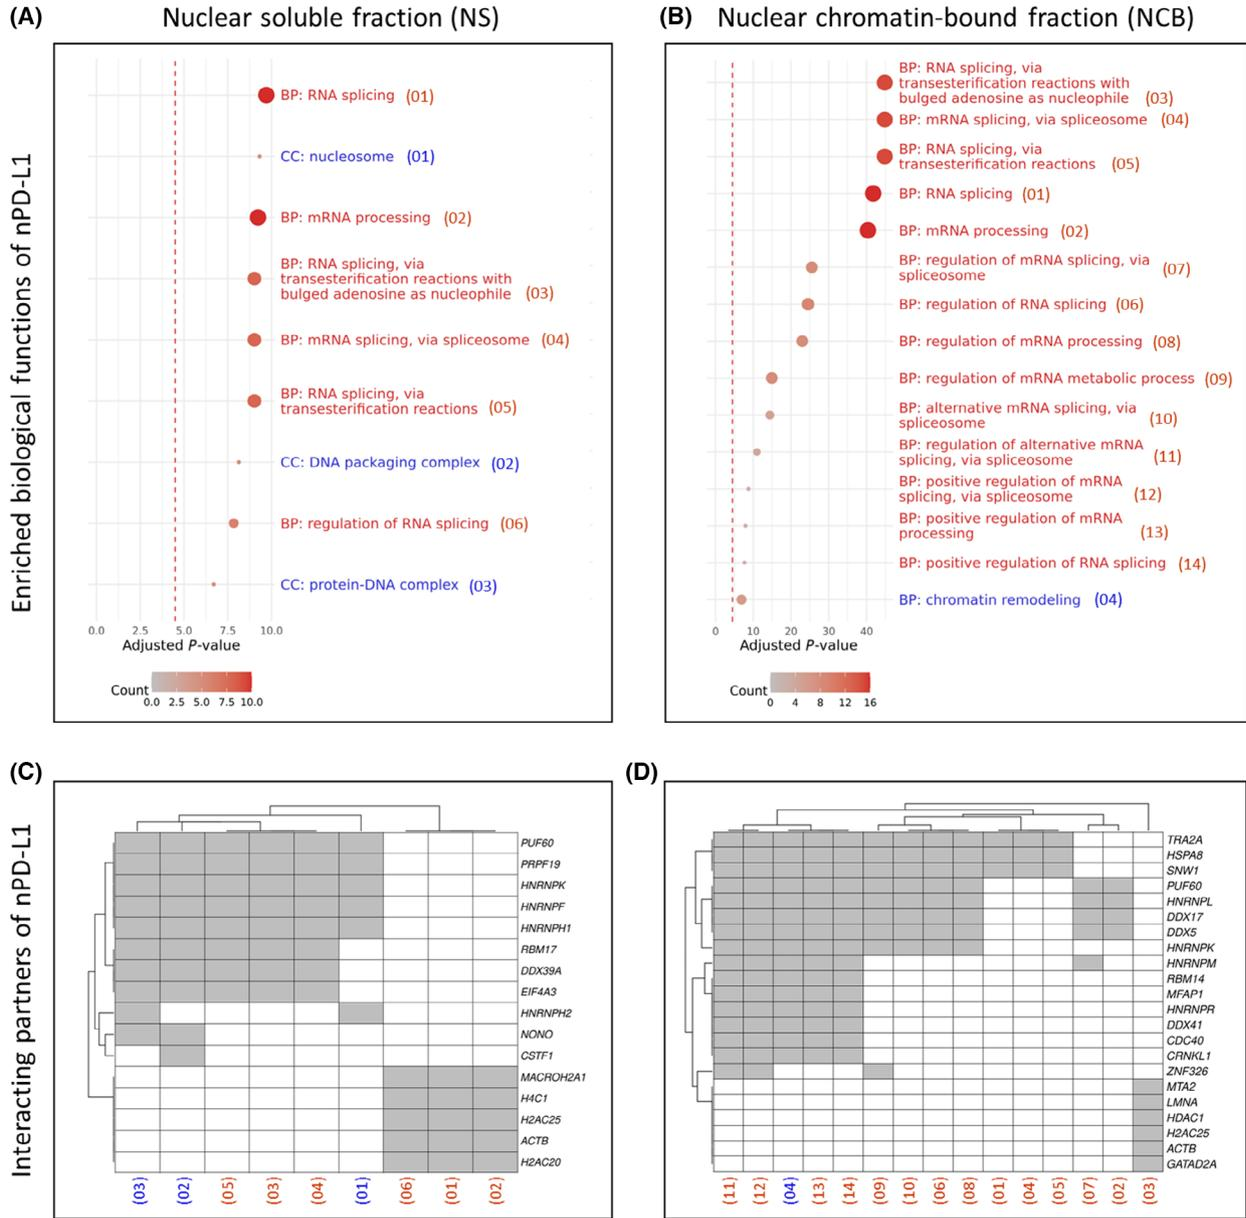 (A) Nuclear soluble fraction (NS)
(B) Nuclear chromatin-bound fraction (NCB)
Enriched biological functions of nPD-L1
BP: RNA splicing (01)
CC: nucleosome (01)
BP: mRNA processing (02)
BP: RNA splicing, via
transesterification reactions with
bulged adenosine as nucleophile (03)
BP: mRNA splicing, via spliceosome (04)
BP: RNA splicing, via
transesterification reactions (05)
CC: DNA packaging complex (02)
BP: regulation of RNA splicing (06)
CC: protein-DNA complex (03)
0.0 2.5 5.0 7.5 10.0
Adjusted P-value
Count
0.0 2.5 5.0 7.5 10.0
BP: RNA splicing, via
transesterification reactions with
bulged adenosine as nucleophile (03)
BP: mRNA splicing, via spliceosome (04)
BP: RNA splicing, via
transesterification reactions (05)
BP: RNA splicing (01)
BP: mRNA processing (02)
BP: regulation of mRNA splicing, via
spliceosome (07)
BP: regulation of RNA splicing (06)
BP: regulation of mRNA processing (08)
BP: regulation of mRNA metabolic process (09)
BP: alternative mRNA splicing, via
spliceosome (10)
BP: regulation of alternative mRNA
splicing, via spliceosome (11)
BP: positive regulation of mRNA
splicing, via spliceosome (12)
BP: positive regulation of mRNA
processing (13)
BP: positive regulation of RNA splicing (14)
BP: chromatin remodeling (04)
0 10 20 30 40
Adjusted P-value
Count
0 4 8 12 16
(C)
(D)
Interacting partners of nPD-L1
PUF60
PRPF19
HNRNPK
HNRNPF
HNRNPH1
RBM17
DDX39A
EIF4A3
HNRNPH2
NONO
CSTF1
MACROH2A1
H4C1
H2AC25
ACTB
H2AC20
(03) (02) (05) (03) (04) (01) (06) (01) (02)
TRA2A
HSPA8
SNW1
PUF60
HNRNPL
DDX17
DDX5
HNRNPK
HNRNPM
RBM14
MFAP1
HNRNPR
DDX41
CDC40
CRNKL1
ZNF326
MTA2
LMNA
HDAC1
H2AC25
ACTB
GATAD2A
(11) (12) (04) (13) (14) (09) (10) (06) (08) (01) (04) (05) (07) (02) (03)